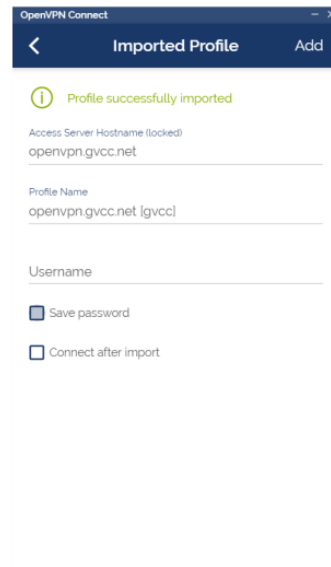 OpenVPN Connect
Imported Profile Add
Profile successfully imported
Access Server Hostname (locked)
openvpn.gvcc.net
Profile Name
openvpn.gvcc.net [gvcc]
Username
Save password
Connect after import